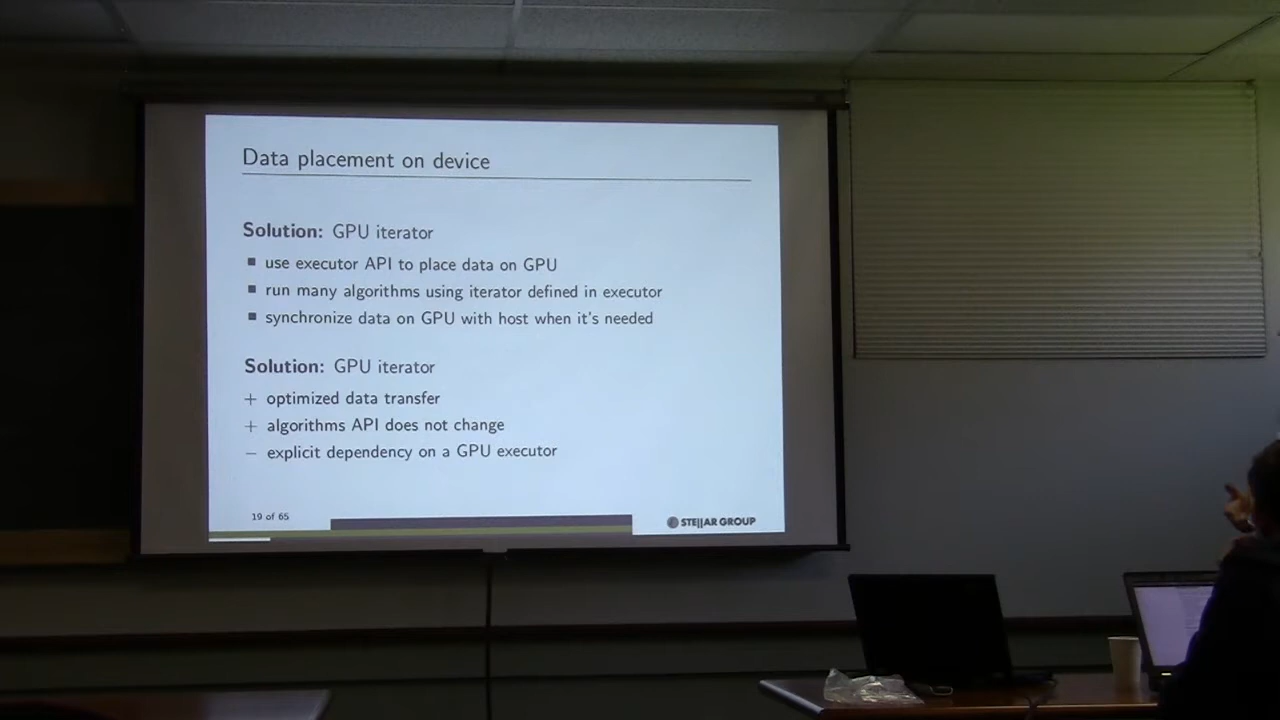 Data placement on device
Solution: GPU iterator
■ use executor API to place data on GPU
■ run many algorithms using iterator defined in executor
■ synchronize data on GPU with host when it's needed
Solution: GPU iterator
+ optimized data transfer
+ algorithms API does not change
− explicit dependency on a GPU executor
19 of 65
STE||AR GROUP